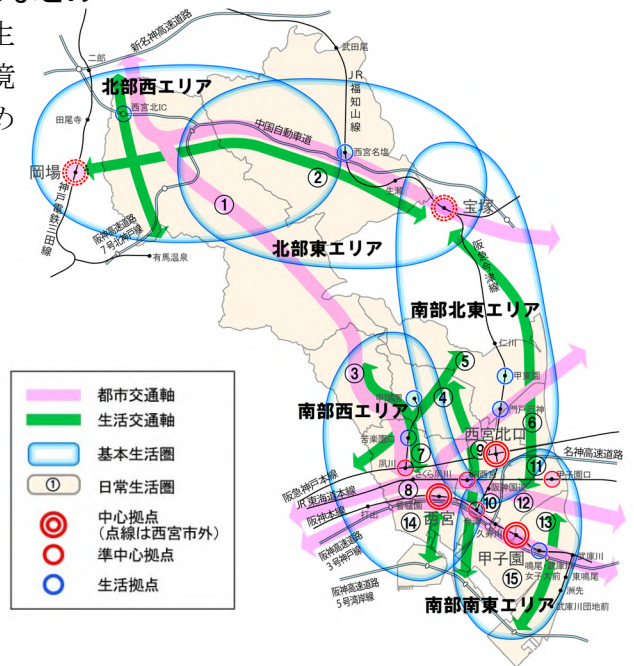 生
境
め
新名神高速道路
二郎
武田尾
北部西エリア
JR福知山線
西宮北IC
田尾寺
中国自動車道
西宮名塩
岡場
②
生瀬
神戸電鉄三田線
①
宝塚
阪神高速道路
7号北神戸線
北部東エリア
有馬温泉
阪急今津線
南部北東エリア
仁川
⑤
③
甲東園
④
南部西エリア
門戸厄神
⑥
苦楽園口
西宮北口
⑦
⑨
名神高速道路
夙川
さくら夙川
⑪
甲子園口
阪急神戸本線
JR東海道本線
⑧
阪神国道
⑩
⑫
阪神本線
打出
香櫨園
西宮
⑬
⑭
久寿川
阪神高速道路
3号神戸線
甲子園
武庫川
鳴尾・武庫川
女子大前
東鳴尾
⑮
洲先
阪神高速道路
5号湾岸線
武庫川団地前
南部南東エリア
都市交通軸
生活交通軸
基本生活圏
① 日常生活圏
中心拠点
(点線は西宮市外)
準中心拠点
生活拠点